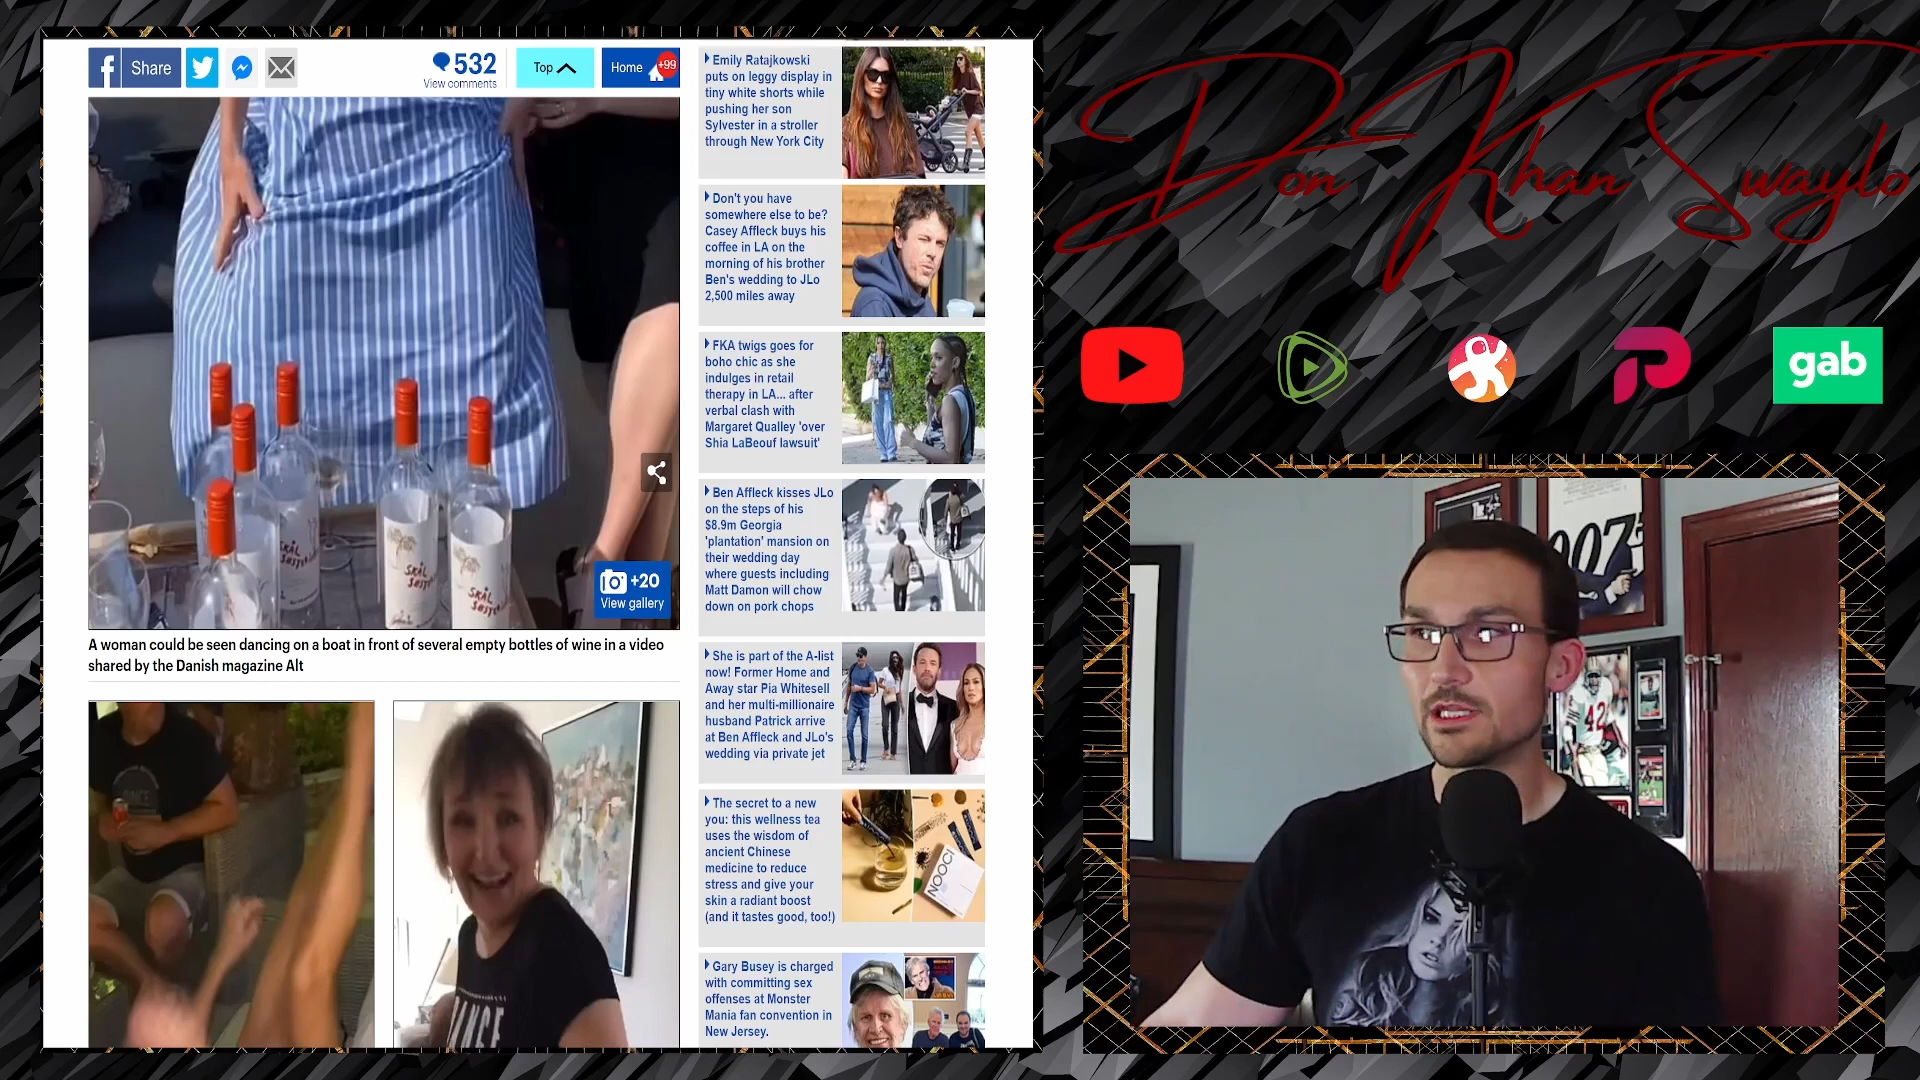 Share
532
View comments
Top
Home
+99
SKÅL
SKÅL
+20
View gallery
A woman could be seen dancing on a boat in front of several empty bottles of wine in a video
shared by the Danish magazine Alt
Emily Ratajkowski
puts on leggy display in
tiny white shorts while
pushing her son
Sylvester in a stroller
through New York City
Don't you have
somewhere else to be?
Casey Affleck buys his
coffee in LA on the
morning of his brother
Ben's wedding to JLo
2,500 miles away
FKA twigs goes for
boho chic as she
indulges in retail
therapy in LA... after
verbal clash with
Margaret Qualley 'over
Shia LaBeouf lawsuit'
Ben Affleck kisses JLo
on the steps of his
$8.9m Georgia
'plantation' mansion on
their wedding day
where guests including
Matt Damon will chow
down on pork chops
She is part of the A-list
now! Former Home and
Away star Pia Whitesell
and her multi-millionaire
husband Patrick arrive
at Ben Affleck and JLo's
wedding via private jet
The secret to a new
you: this wellness tea
uses the wisdom of
ancient Chinese
medicine to reduce
stress and give your
skin a radiant boost
(and it tastes good, too!)
NOOCI
Gary Busey is charged
with committing sex
offenses at Monster
Mania fan convention in
New Jersey.
Don Khan Swaylo
gab
007
42